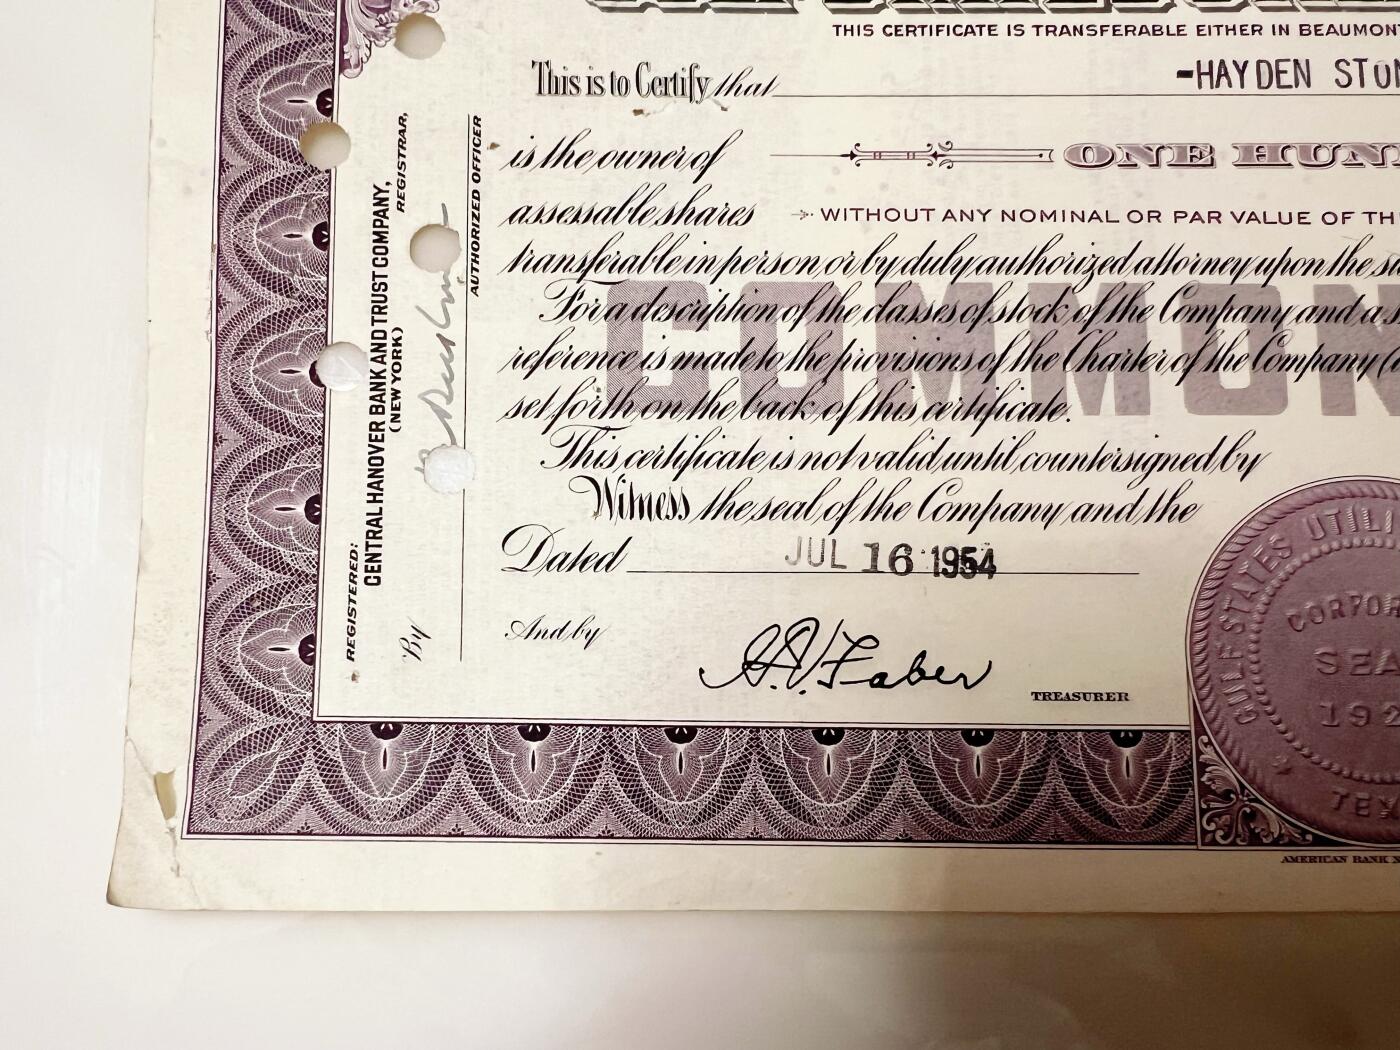 THIS CERTIFICATE IS TRANSFERABLE EITHER IN BEAUMONT
This is to Certify that -HAYDEN STON
is the owner of ONE HUN
assessable shares WITHOUT ANY NOMINAL OR PAR VALUE OF TH
transferable in person or by duly authorized attorney upon the su
For a description of the classes of stock of the Company and a s
reference is made to the provisions of the Charter of the Company (
set forth on the back of this certificate.
COMMON
This certificate is not valid until countersigned by
Witness the seal of the Company and the
Dated JUL 16 1954
And by A.V. Faber
TREASURER
REGISTERED:
CENTRAL HANOVER BANK AND TRUST COMPANY,
(NEW YORK) REGISTRAR,
By
AUTHORIZED OFFICER
GULF STATES UTILI
CORPOR
SEA
192
TEX
AMERICAN BANK N